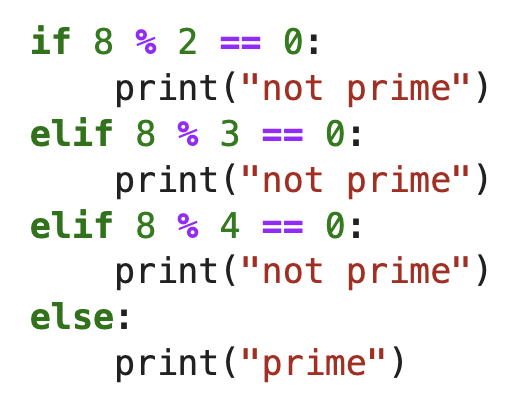 if 8 % 2 == 0:
    print("not prime")
elif 8 % 3 == 0:
    print("not prime")
elif 8 % 4 == 0:
    print("not prime")
else:
    print("prime")